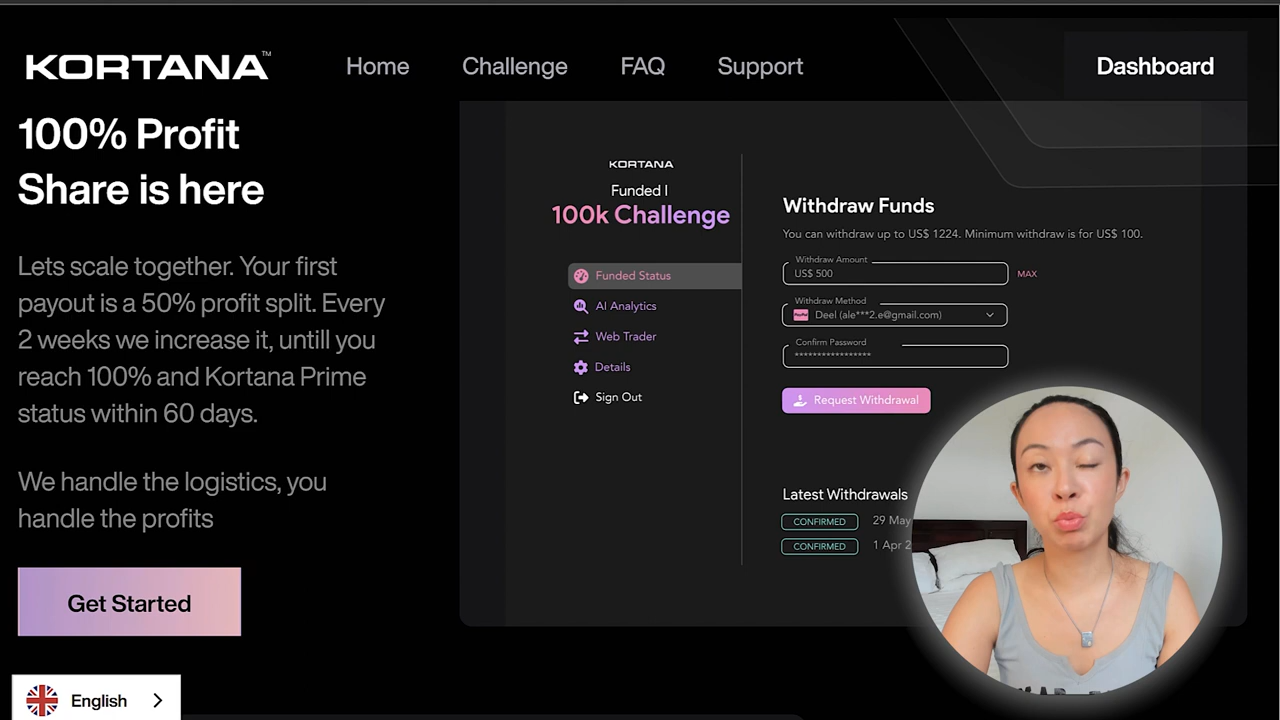 KORTANA™
Home
Challenge
FAQ
Support
Dashboard
100% Profit
Share is here
Lets scale together. Your first
payout is a 50% profit split. Every
2 weeks we increase it, untill you
reach 100% and Kortana Prime
status within 60 days.
We handle the logistics, you
handle the profits
Get Started
English
KORTANA
Funded I
100k Challenge
Funded Status
AI Analytics
Web Trader
Details
Sign Out
Withdraw Funds
You can withdraw up to US$ 1224. Minimum withdraw is for US$ 100.
Withdraw Amount
US$ 500
MAX
Withdraw Method
PayPal
Deel (ale***2.e@gmail.com)
Confirm Password
*****************
Request Withdrawal
Latest Withdrawals
CONFIRMED 29 May
CONFIRMED 1 Apr 2